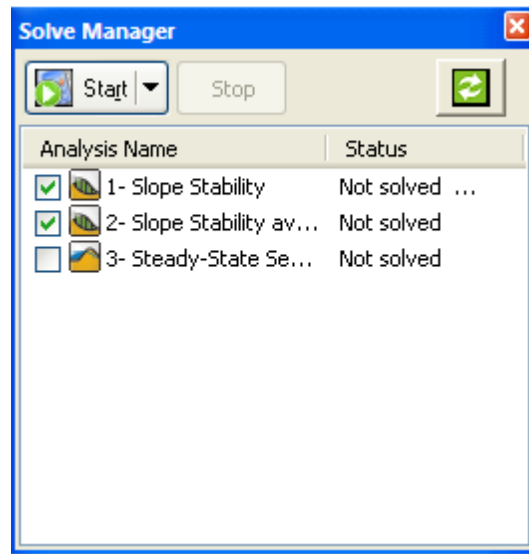 Solve Manager
Start Stop
Analysis Name Status
1- Slope Stability Not solved ...
2- Slope Stability av... Not solved
3- Steady-State Se... Not solved